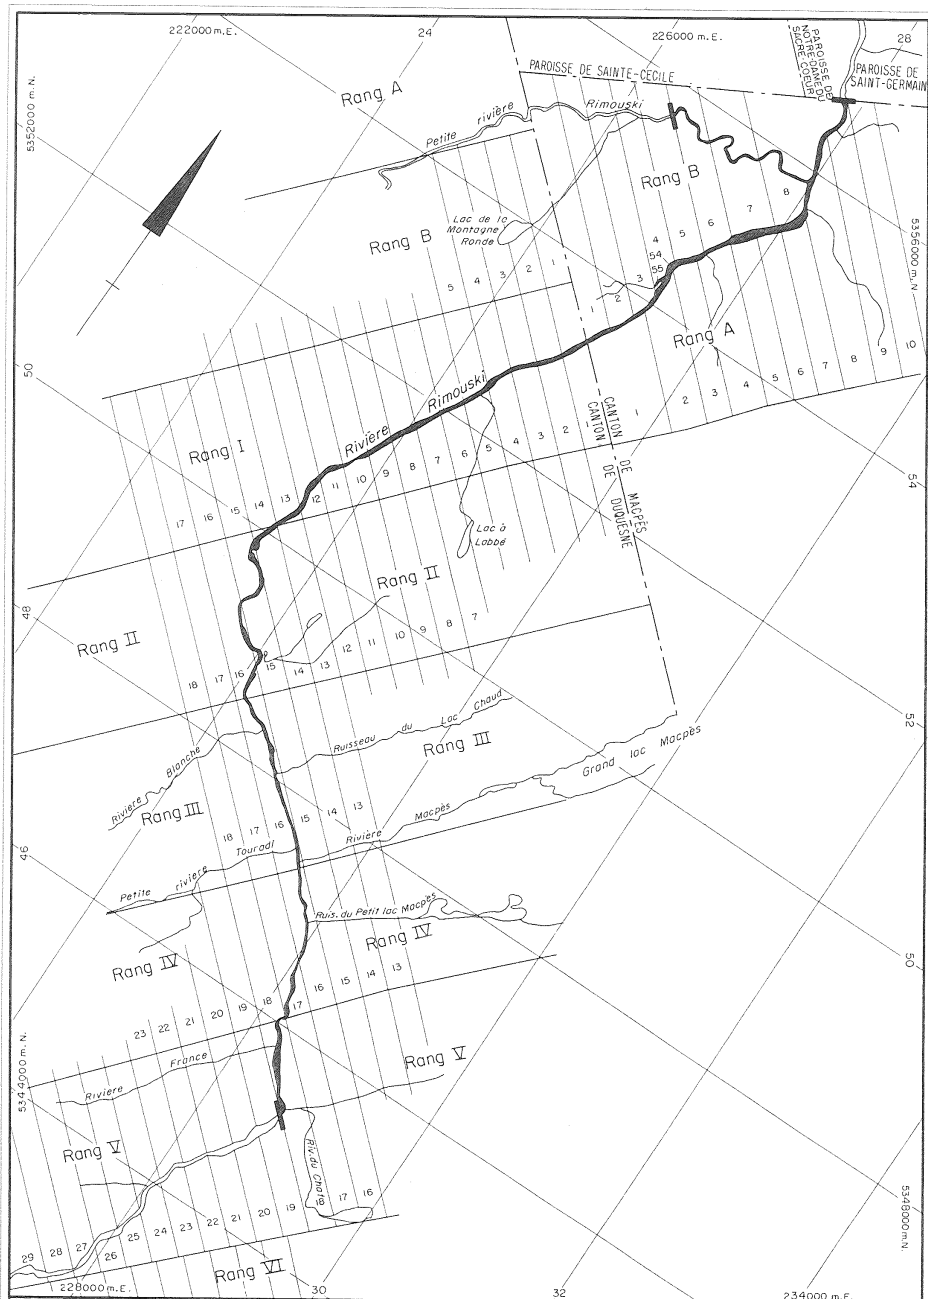 222000 m.E.
24
226000 m.E.
28
PAROISSE DE
NOTRE-DAME DU
SACRÉ-COEUR
PAROISSE DE
SAINT-GERMAIN
PAROISSE DE SAINTE-CÉCILE
5352000 m.N.
Rang A
Petite rivière Rimouski
Rang B
8
7
6
5
4
54
55
3
2
Lac de la
Montagne
Ronde
Rang B
5 4 3 2 1
5356000 m.N.
Rang A
10
9
8
7
6
5
4
3
2
1
50
Rivière Rimouski
Rang I
CANTON DE MACPÈS
CANTON DE DUQUESNE
17 16 15 14 13 12 11 10 9 8 7 6 5 4 3 2
54
Lac à
Labbé
Rang II
48
Rang II
18 17 16 15 14 13 12 11 10 9 8 7
Ruisseau du Lac Chaud
Rang III
52
Grand lac Macpès
Rivière Blanche
Rang III
18 17 16 15 14 13
Rivière Macpès
46
Petite rivière Touradi
Ruis. du Petit lac Macpès
Rang IV
Rang IV
50
23 22 21 20 19 18 17 16 15 14 13
5344000 m.N.
Rivière France
Rang V
Rang V
Riv. du Chat
29 28 27 26 25 24 23 22 21 20 19 18 17 16
5348000 m.N.
Rang VI
228000 m.E.
30
32
234000 m.E.